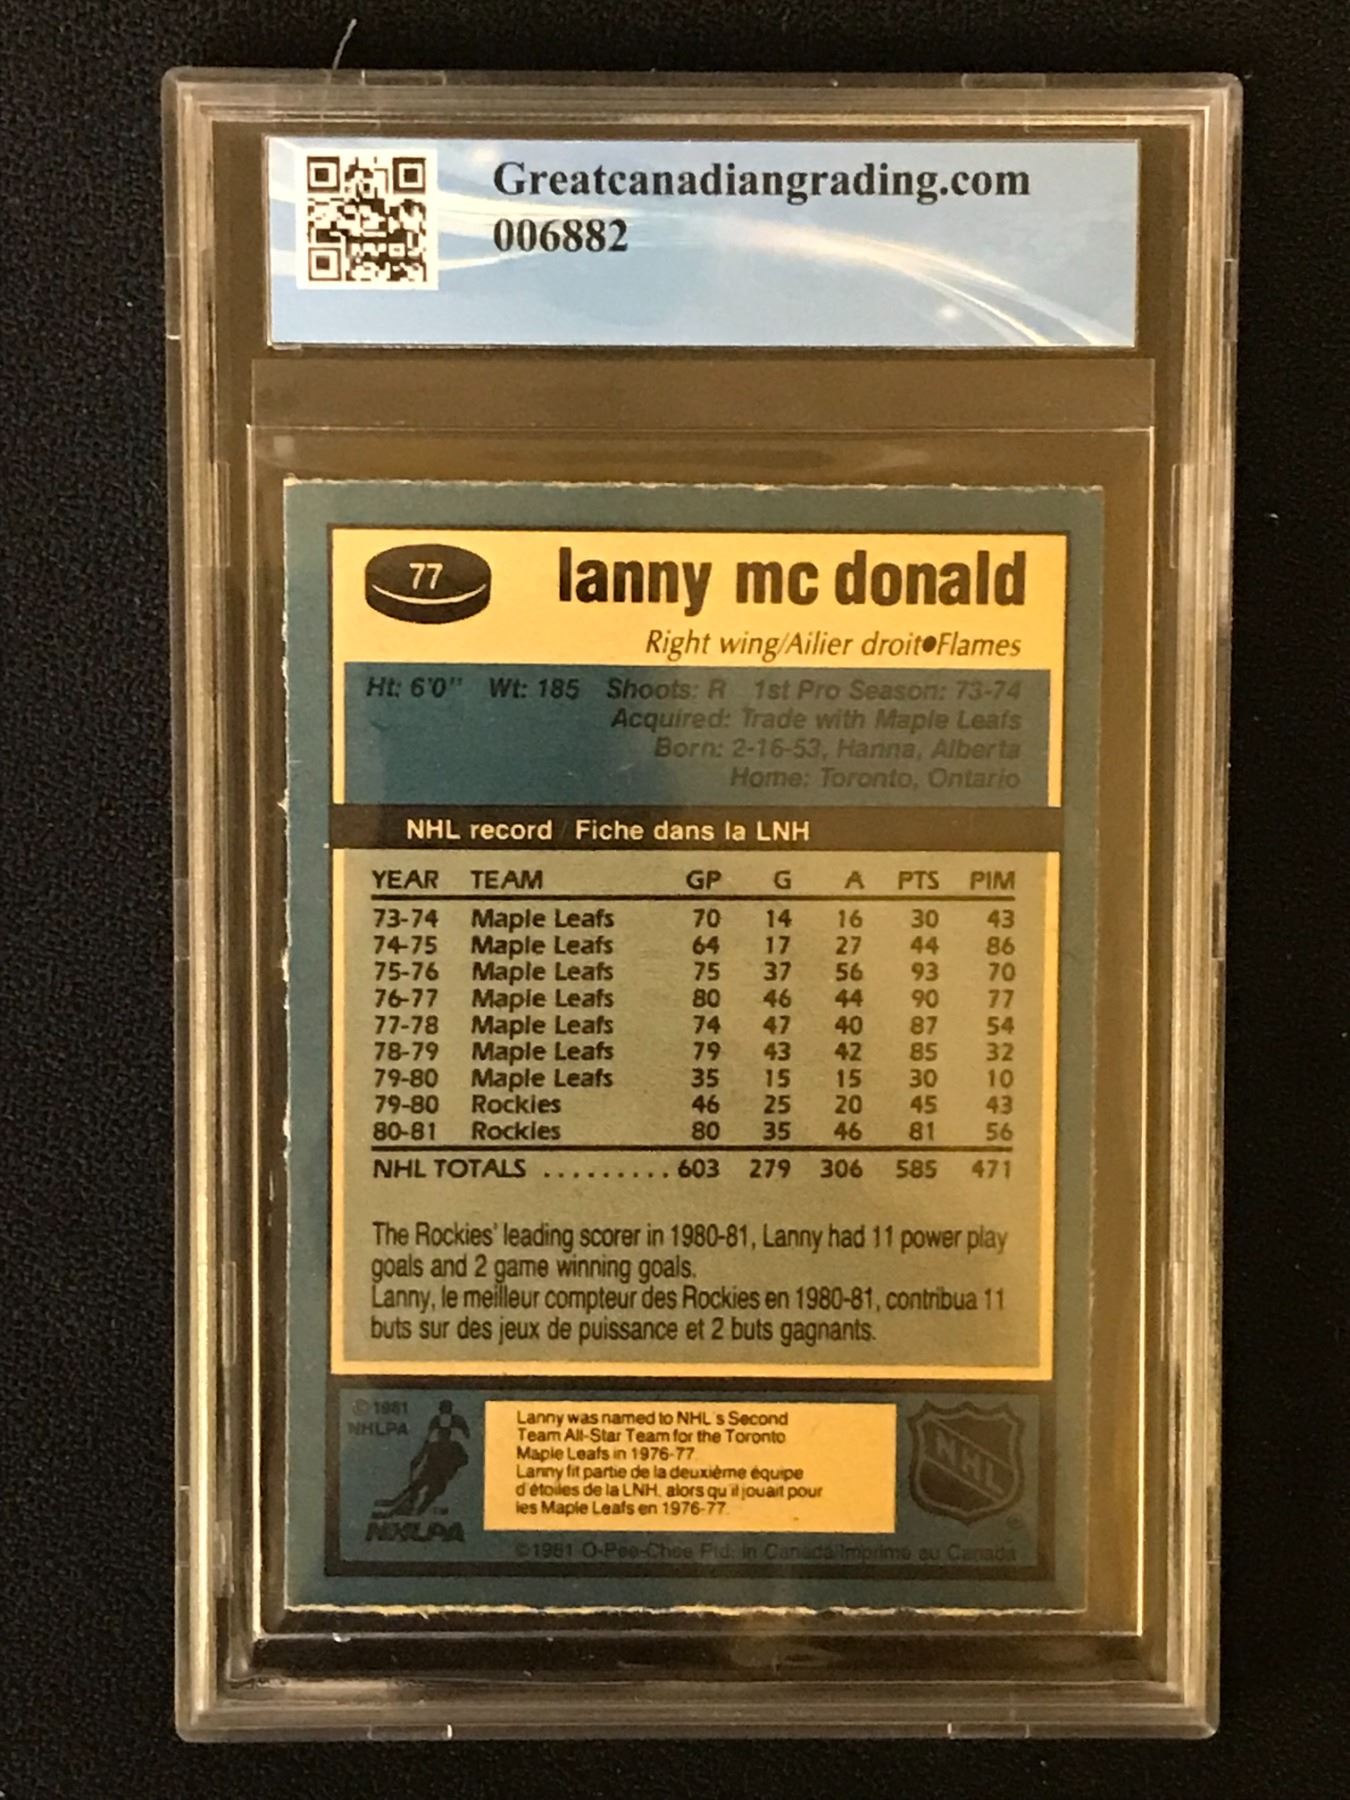 Greatcanadiangrading.com
006882
77
lanny mc donald
Right wing/Ailier droit●Flames
Ht: 6'0" Wt: 185 Shoots: R 1st Pro Season: 73-74
Acquired: Trade with Maple Leafs
Born: 2-16-53, Hanna, Alberta
Home: Toronto, Ontario
NHL record / Fiche dans la LNH
YEAR TEAM GP G A PTS PIM
73-74 Maple Leafs 70 14 16 30 43
74-75 Maple Leafs 64 17 27 44 86
75-76 Maple Leafs 75 37 56 93 70
76-77 Maple Leafs 80 46 44 90 77
77-78 Maple Leafs 74 47 40 87 54
78-79 Maple Leafs 79 43 42 85 32
79-80 Maple Leafs 35 15 15 30 10
79-80 Rockies 46 25 20 45 43
80-81 Rockies 80 35 46 81 56
NHL TOTALS ......... 603 279 306 585 471
The Rockies' leading scorer in 1980-81, Lanny had 11 power play
goals and 2 game winning goals.
Lanny, le meilleur compteur des Rockies en 1980-81, contribua 11
buts sur des jeux de puissance et 2 buts gagnants.
© 1981
NHLPA
NHLPA
Lanny was named to NHL's Second
Team All-Star Team for the Toronto
Maple Leafs in 1976-77.
Lanny fit partie de la deuxième équipe
d'étoiles de la LNH, alors qu'il jouait pour
les Maple Leafs en 1976-77.
NHL
©1981 O-Pee-Chee Ptd. in Canada/Imprimé au Canada